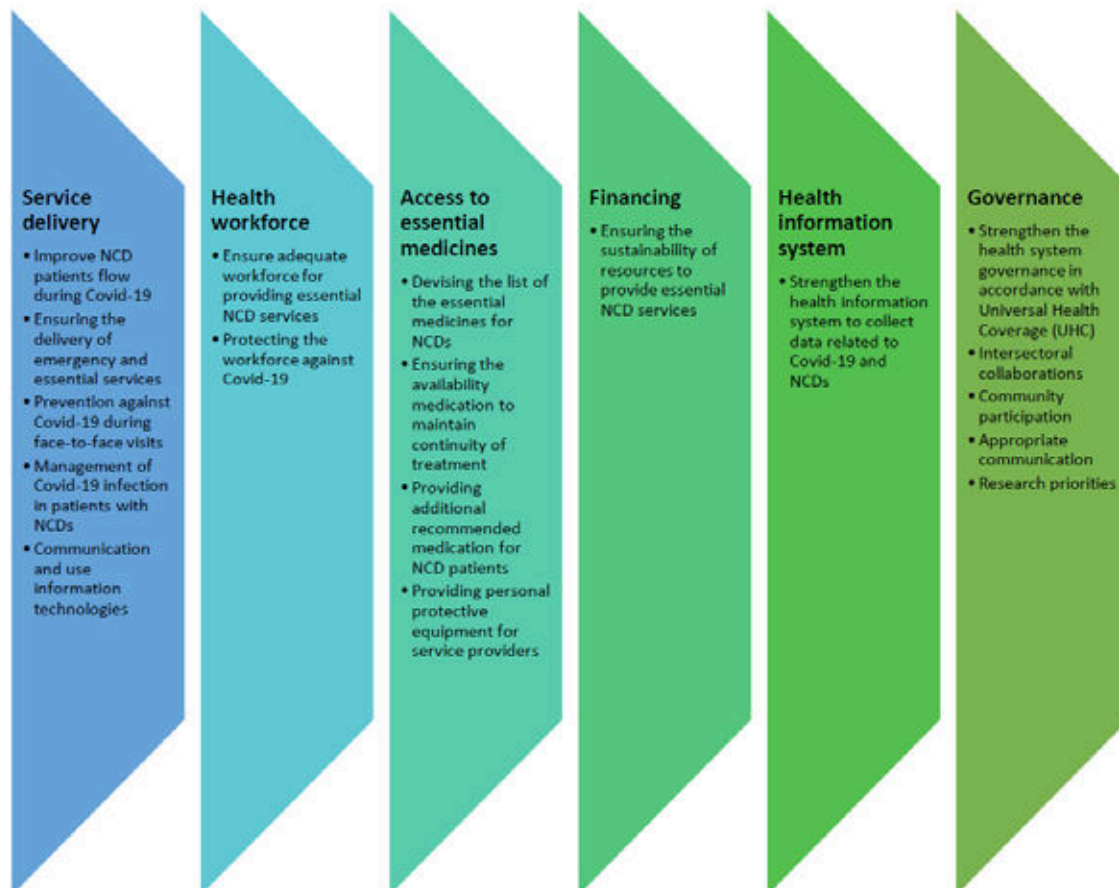 Service
delivery
• Improve NCD
patients flow
during Covid-19
• Ensuring the
delivery of
emergency and
essential services
• Prevention against
Covid-19 during
face-to-face visits
• Management of
Covid-19 infection
in patients with
NCDs
• Communication
and use
information
technologies
Health
workforce
• Ensure adequate
workforce for
providing essential
NCD services
• Protecting the
workforce against
Covid-19
Access to
essential
medicines
• Devising the list of
the essential
medicines for
NCDs
• Ensuring the
availability
medication to
maintain
continuity of
treatment
• Providing
additional
recommended
medication for
NCD patients
• Providing personal
protective
equipment for
service providers
Financing
• Ensuring the
sustainability of
resources to
provide essential
NCD services
Health
information
system
• Strengthen the
health information
system to collect
data related to
Covid-19 and
NCDs
Governance
• Strengthen the
health system
governance in
accordance with
Universal Health
Coverage (UHC)
• Intersectoral
collaborations
• Community
participation
• Appropriate
communication
• Research priorities